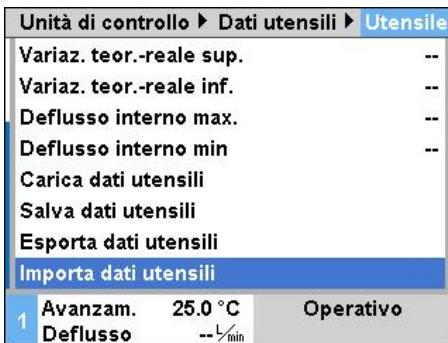 Unità di controllo ▶ Dati utensili ▶ Utensile
Variaz. teor.-reale sup. --
Variaz. teor.-reale inf. --
Deflusso interno max. --
Deflusso interno min --
Carica dati utensili
Salva dati utensili
Esporta dati utensili
Importa dati utensili
1 Avanzam. 25.0 °C Operativo
Deflusso -- L/min